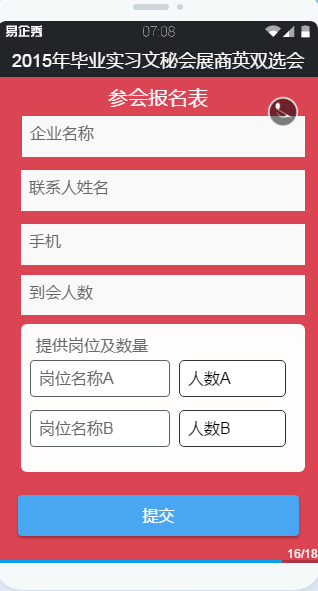 易企秀 07:08
2015年毕业实习文秘会展商英双选会
参会报名表
企业名称
联系人姓名
手机
到会人数
提供岗位及数量
岗位名称A 人数A
岗位名称B 人数B
提交
16/18